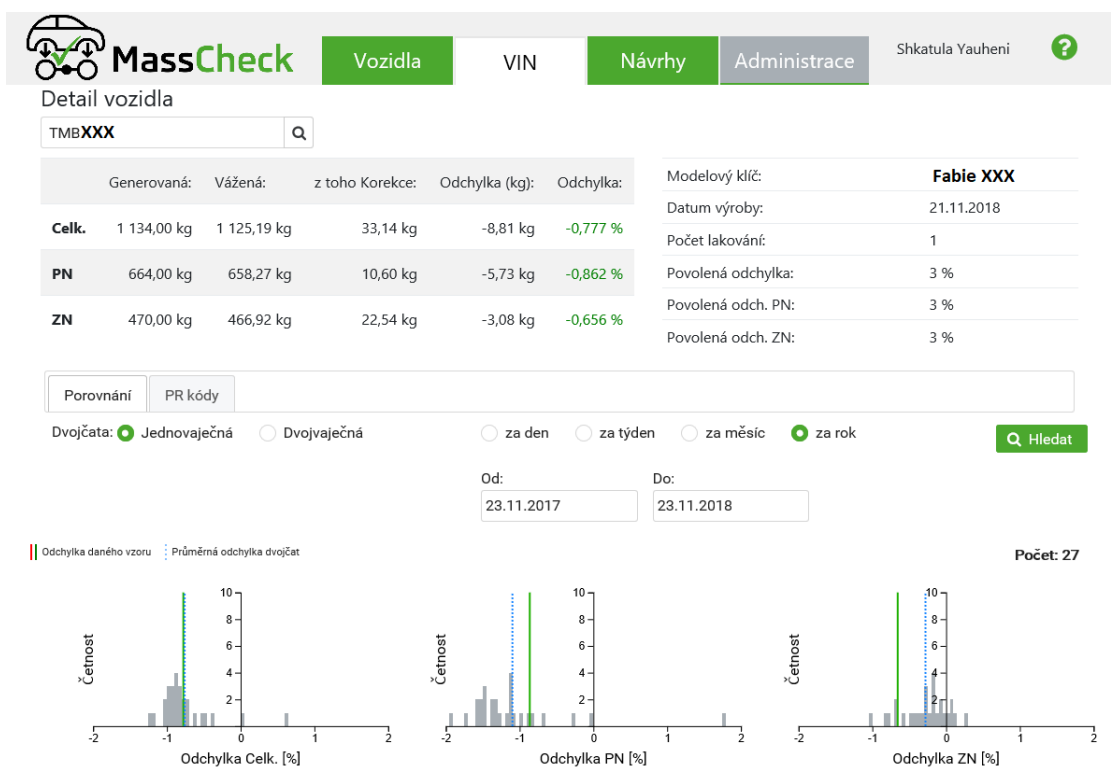 MassCheck
Vozidla
VIN
Návrhy
Administrace
Shkatula Yauheni
?
Detail vozidla
TMBXXX
Generovaná: Vážená: z toho Korekce: Odchylka (kg): Odchylka:
Celk. 1 134,00 kg 1 125,19 kg 33,14 kg -8,81 kg -0,777 %
PN 664,00 kg 658,27 kg 10,60 kg -5,73 kg -0,862 %
ZN 470,00 kg 466,92 kg 22,54 kg -3,08 kg -0,656 %
Modelový klíč: Fabie XXX
Datum výroby: 21.11.2018
Počet lakování: 1
Povolená odchylka: 3 %
Povolená odch. PN: 3 %
Povolená odch. ZN: 3 %
Porovnání PR kódy
Dvojčata: Jednovaječná Dvojvaječná za den za týden za měsíc za rok Hledat
Od: Do:
23.11.2017 23.11.2018
Odchylka daného vzoru Průměrná odchylka dvojčat Počet: 27
Četnost
10
8
6
4
2
-2 -1 0 1 2
Odchylka Celk. [%]
Četnost
10
8
6
4
2
-2 -1 0 1 2
Odchylka PN [%]
Četnost
10
8
6
4
2
-2 -1 0 1 2
Odchylka ZN [%]